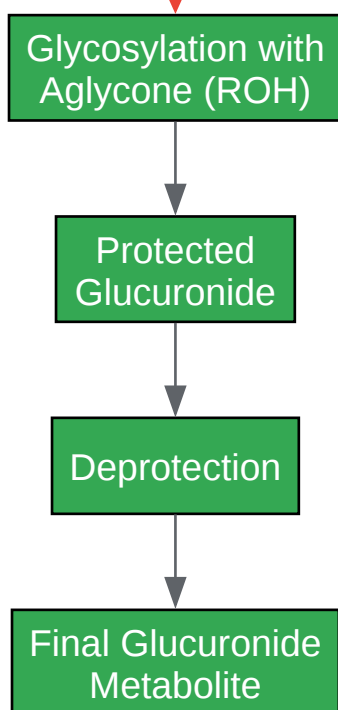 Glycosylation with
Aglycone (ROH)
Protected
Glucuronide
Deprotection
Final Glucuronide
Metabolite